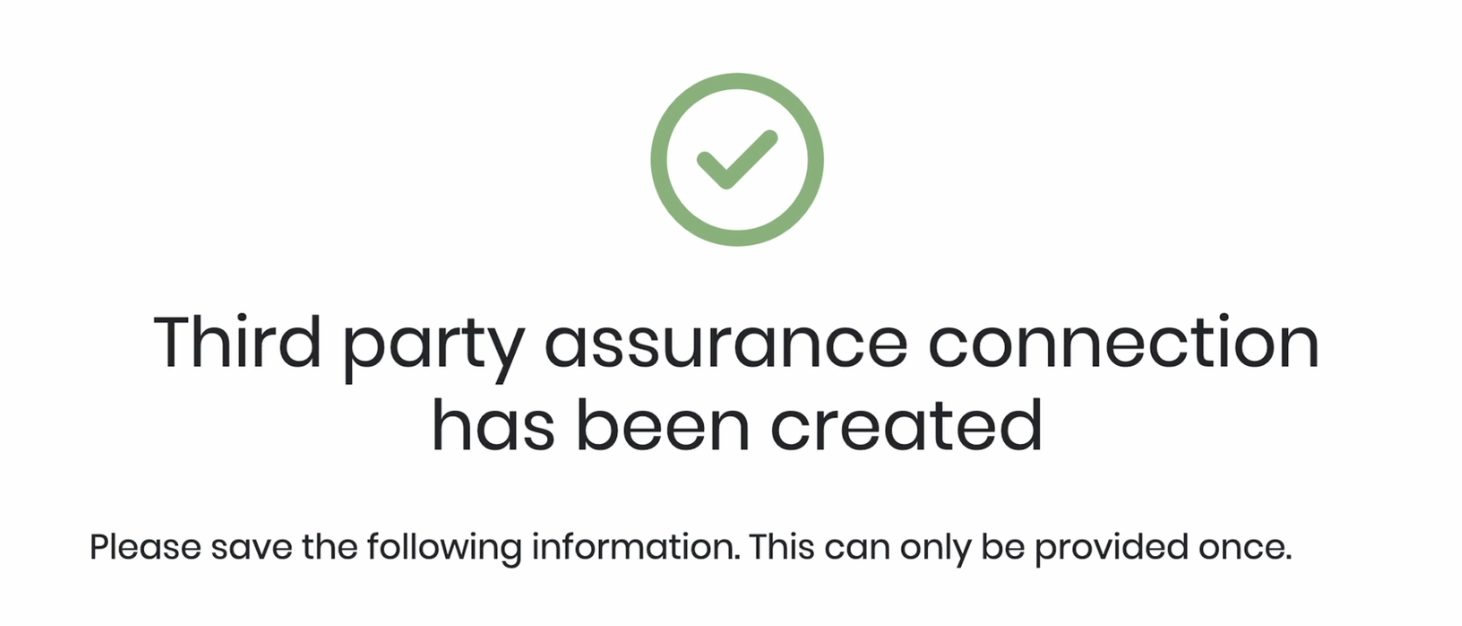 Third party assurance connection
has been created
Please save the following information. This can only be provided once.